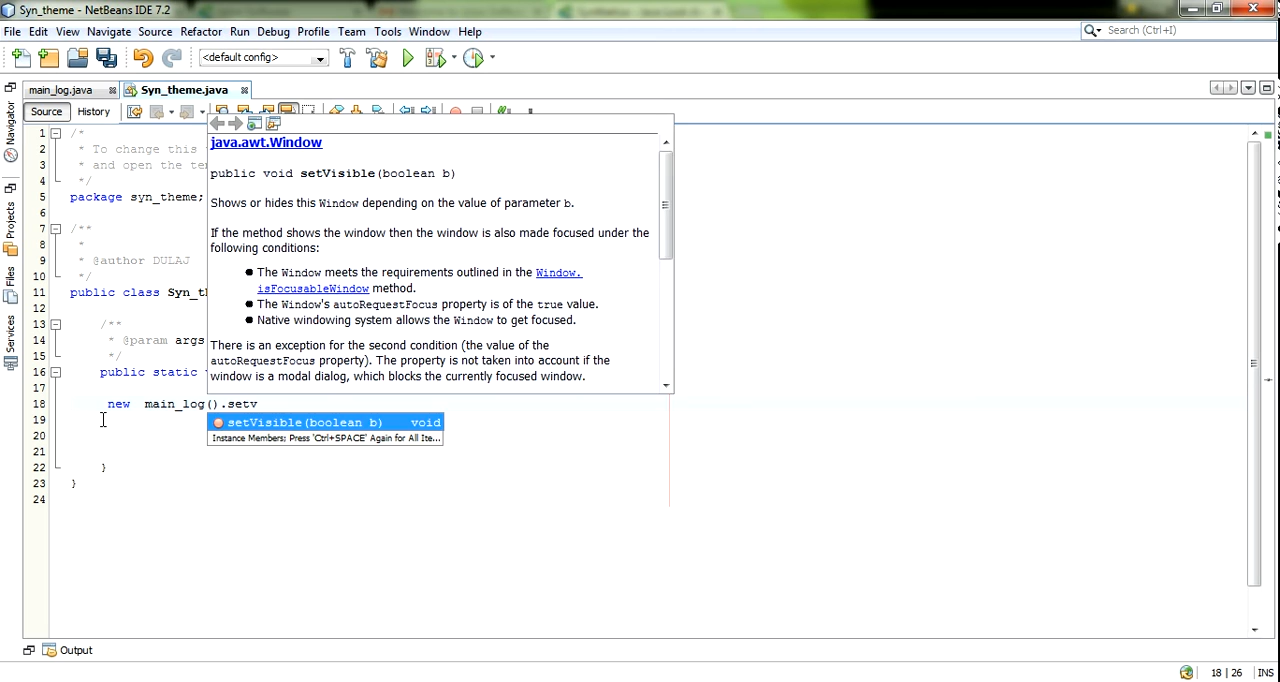 Syn_theme - NetBeans IDE 7.2
File Edit View Navigate Source Refactor Run Debug Profile Team Tools Window Help
Search (Ctrl+I)
<default config>
main_log.java
Syn_theme.java
Source History
Navigator
Projects
Files
Services
1 /*
2 * To change this
3 * and open the te
4 */
5 package syn_theme;
6
7 /**
8 *
9 * @author DULAJ
10 */
11 public class Syn_t
12
13 /**
14 * @param args
15 */
16 public static
17
18 new main_log().setv
19
20
21
22 }
23 }
24
java.awt.Window
public void setVisible(boolean b)
Shows or hides this Window depending on the value of parameter b.
If the method shows the window then the window is also made focused under the
following conditions:
● The Window meets the requirements outlined in the Window.
isFocusableWindow method.
● The Window's autoRequestFocus property is of the true value.
● Native windowing system allows the Window to get focused.
There is an exception for the second condition (the value of the
autoRequestFocus property). The property is not taken into account if the
window is a modal dialog, which blocks the currently focused window.
setVisible(boolean b) void
Instance Members; Press 'Ctrl+SPACE' Again for All Ite...
Output
18 | 26 INS